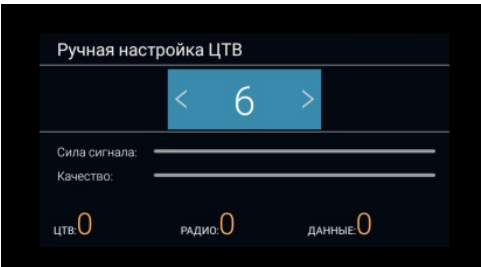 Ручная настройка ЦТВ
< 6 >
Сила сигнала:
Качество:
ЦТВ:0 РАДИО:0 ДАННЫЕ:0